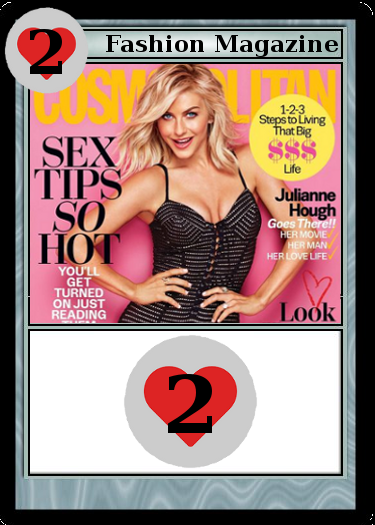 2
Fashion Magazine
COSMOPOLITAN
1-2-3
Steps to Living
That Big
$$$
Life
SEX
TIPS
SO
HOT
YOU'LL
GET
TURNED
ON JUST
READING
THEM
Julianne
Hough
Goes There!!
HER MOVIE
HER MAN
HER LOVE LIFE
Look
2